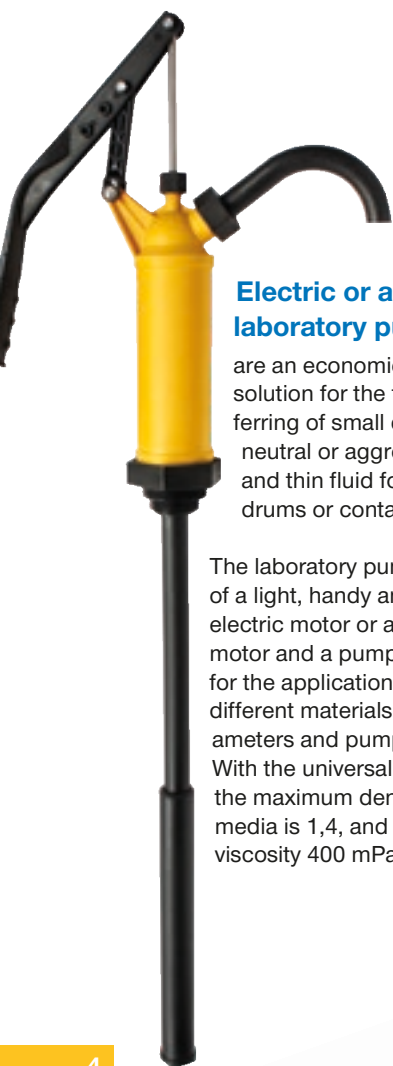 Electric or a
laboratory pu
are an economic
solution for the
ferring of small
neutral or aggre
and thin fluid fo
drums or conta
The laboratory pur
of a light, handy ar
electric motor or a
motor and a pump
for the application
different materials
ameters and pump
With the universal
the maximum den
media is 1,4, and
viscosity 400 mPa
4